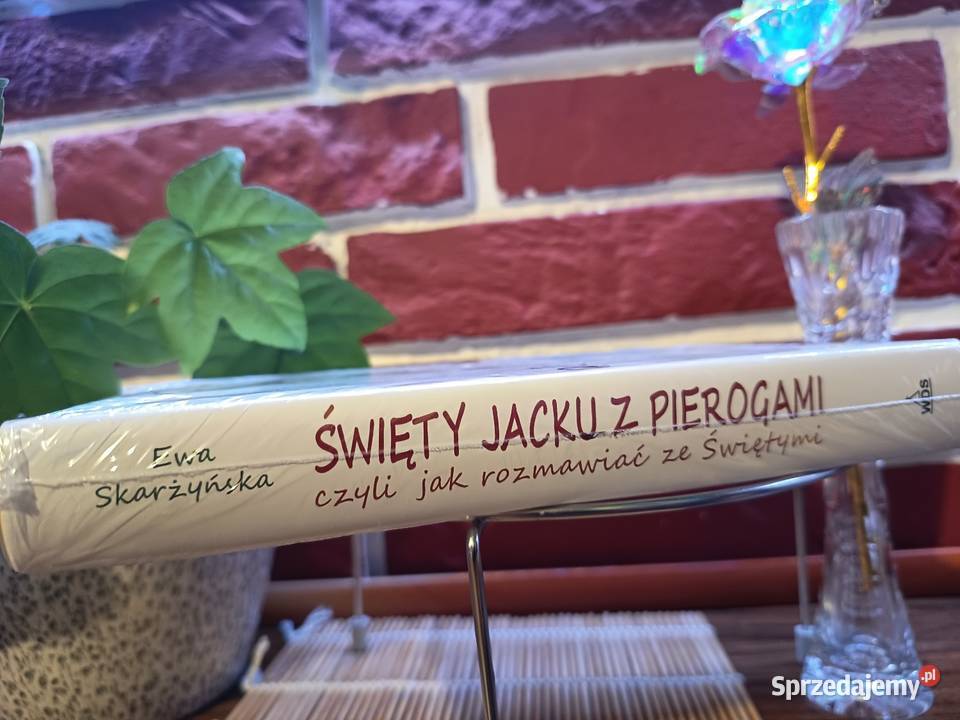 Ewa
Skarżyńska
ŚWIĘTY JACKU Z PIEROGAMI
czyli jak rozmawiać ze Świętymi
wds
Sprzedajemy.pl